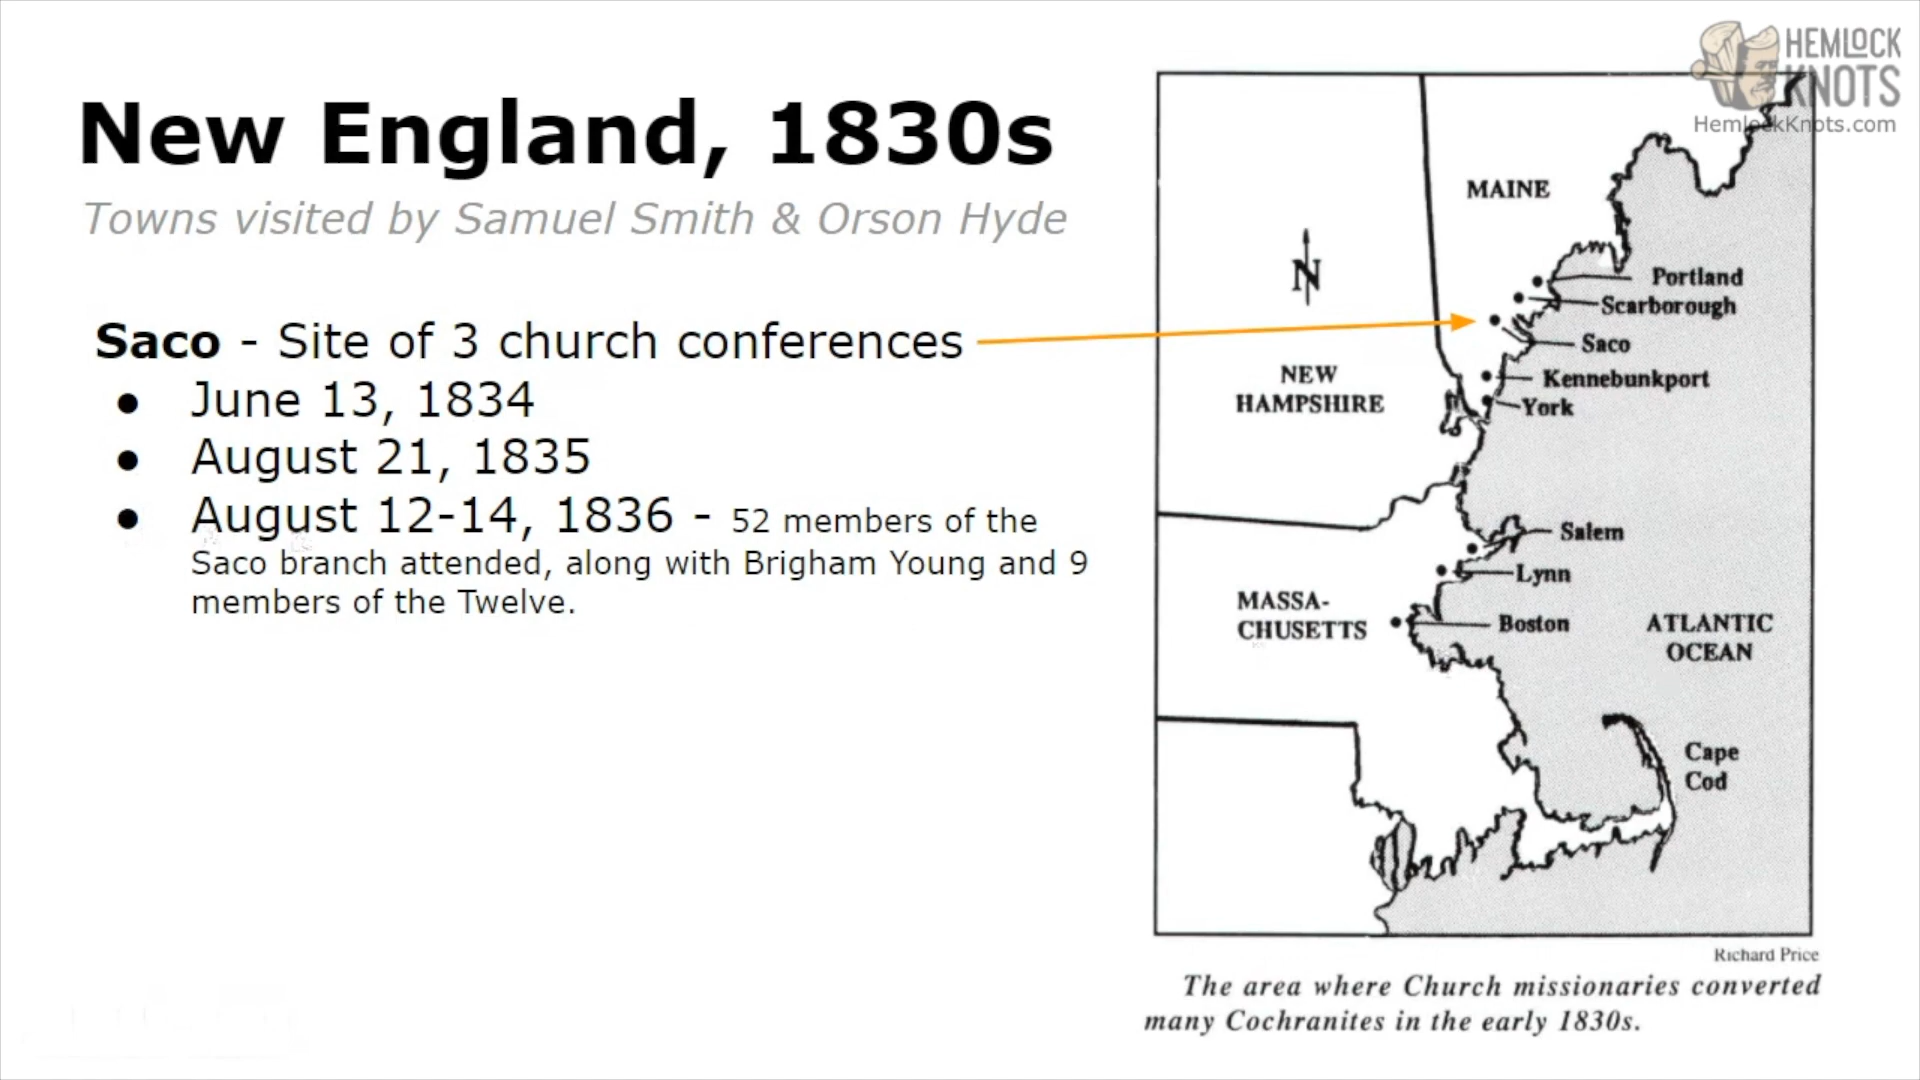 HEMLOCK
KNOTS
HemlockKnots.com
New England, 1830s
Towns visited by Samuel Smith & Orson Hyde
Saco - Site of 3 church conferences
● June 13, 1834
● August 21, 1835
● August 12-14, 1836 - 52 members of the
Saco branch attended, along with Brigham Young and 9
members of the Twelve.
MAINE
N
Portland
Scarborough
Saco
NEW
HAMPSHIRE
Kennebunkport
York
Salem
Lynn
MASSA-
CHUSETTS
Boston
ATLANTIC
OCEAN
Cape
Cod
Richard Price
The area where Church missionaries converted
many Cochranites in the early 1830s.